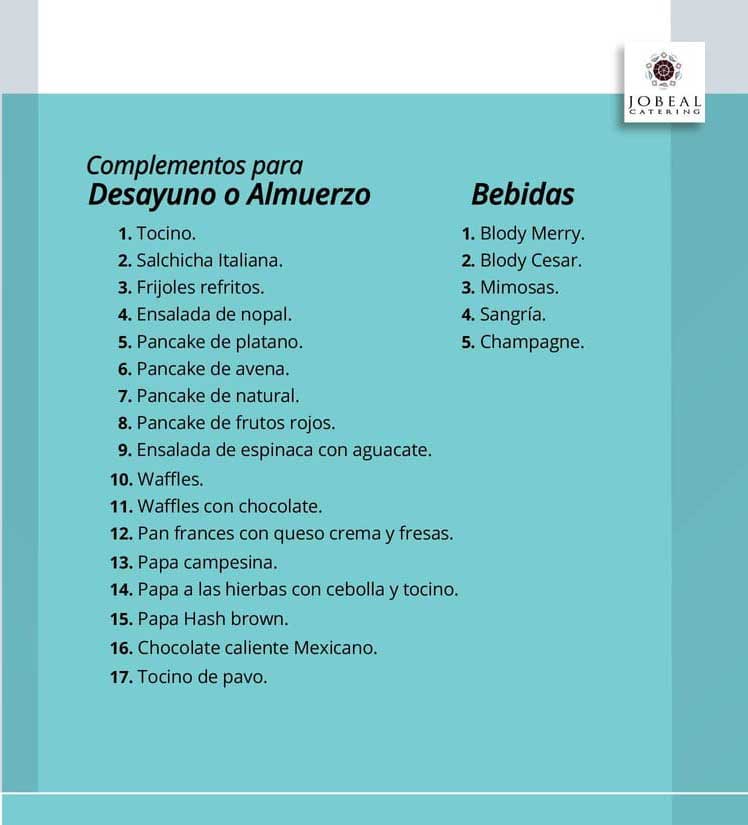 JOBEAL
CATERING
Complementos para
Desayuno o Almuerzo
1. Tocino.
2. Salchicha Italiana.
3. Frijoles refritos.
4. Ensalada de nopal.
5. Pancake de platano.
6. Pancake de avena.
7. Pancake de natural.
8. Pancake de frutos rojos.
9. Ensalada de espinaca con aguacate.
10. Waffles.
11. Waffles con chocolate.
12. Pan frances con queso crema y fresas.
13. Papa campesina.
14. Papa a las hierbas con cebolla y tocino.
15. Papa Hash brown.
16. Chocolate caliente Mexicano.
17. Tocino de pavo.
Bebidas
1. Blody Merry.
2. Blody Cesar.
3. Mimosas.
4. Sangría.
5. Champagne.